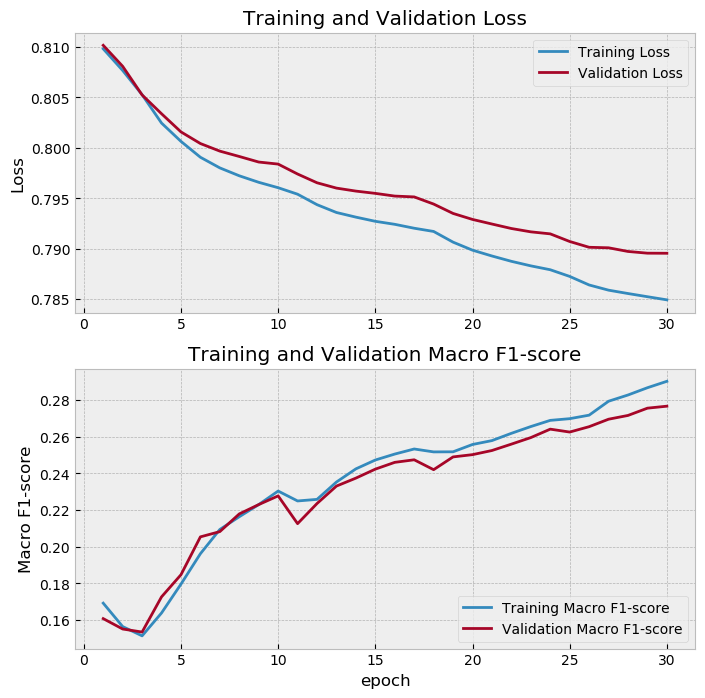 Training and Validation Loss
0.810
0.805
0.800
0.795
0.790
0.785
Loss
Training Loss
Validation Loss
0 5 10 15 20 25 30
Training and Validation Macro F1-score
0.28
0.26
0.24
0.22
0.20
0.18
0.16
Macro F1-score
Training Macro F1-score
Validation Macro F1-score
0 5 10 15 20 25 30
epoch